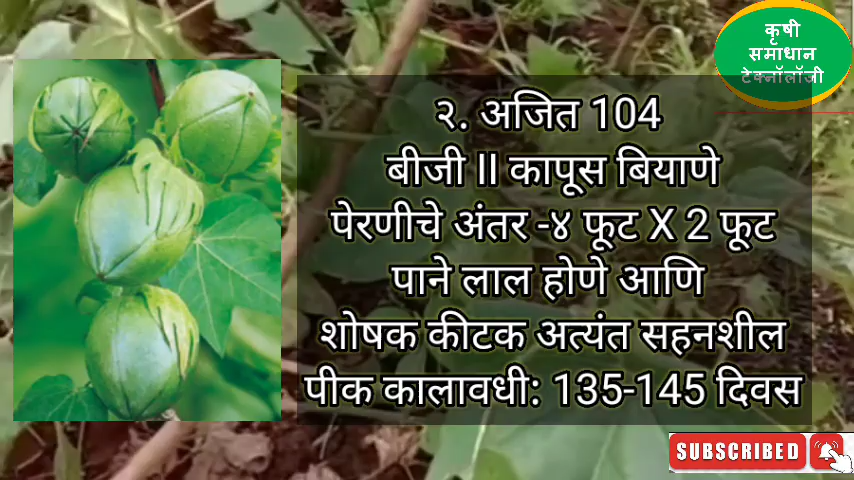 कृषी
समाधान
टेक्नॉलॉजी
२. अजित 104
बीजी II कापूस बियाणे
पेरणीचे अंतर -४ फूट X 2 फूट
पाने लाल होणे आणि
शोषक कीटक अत्यंत सहनशील
पीक कालावधी: 135-145 दिवस
SUBSCRIBED